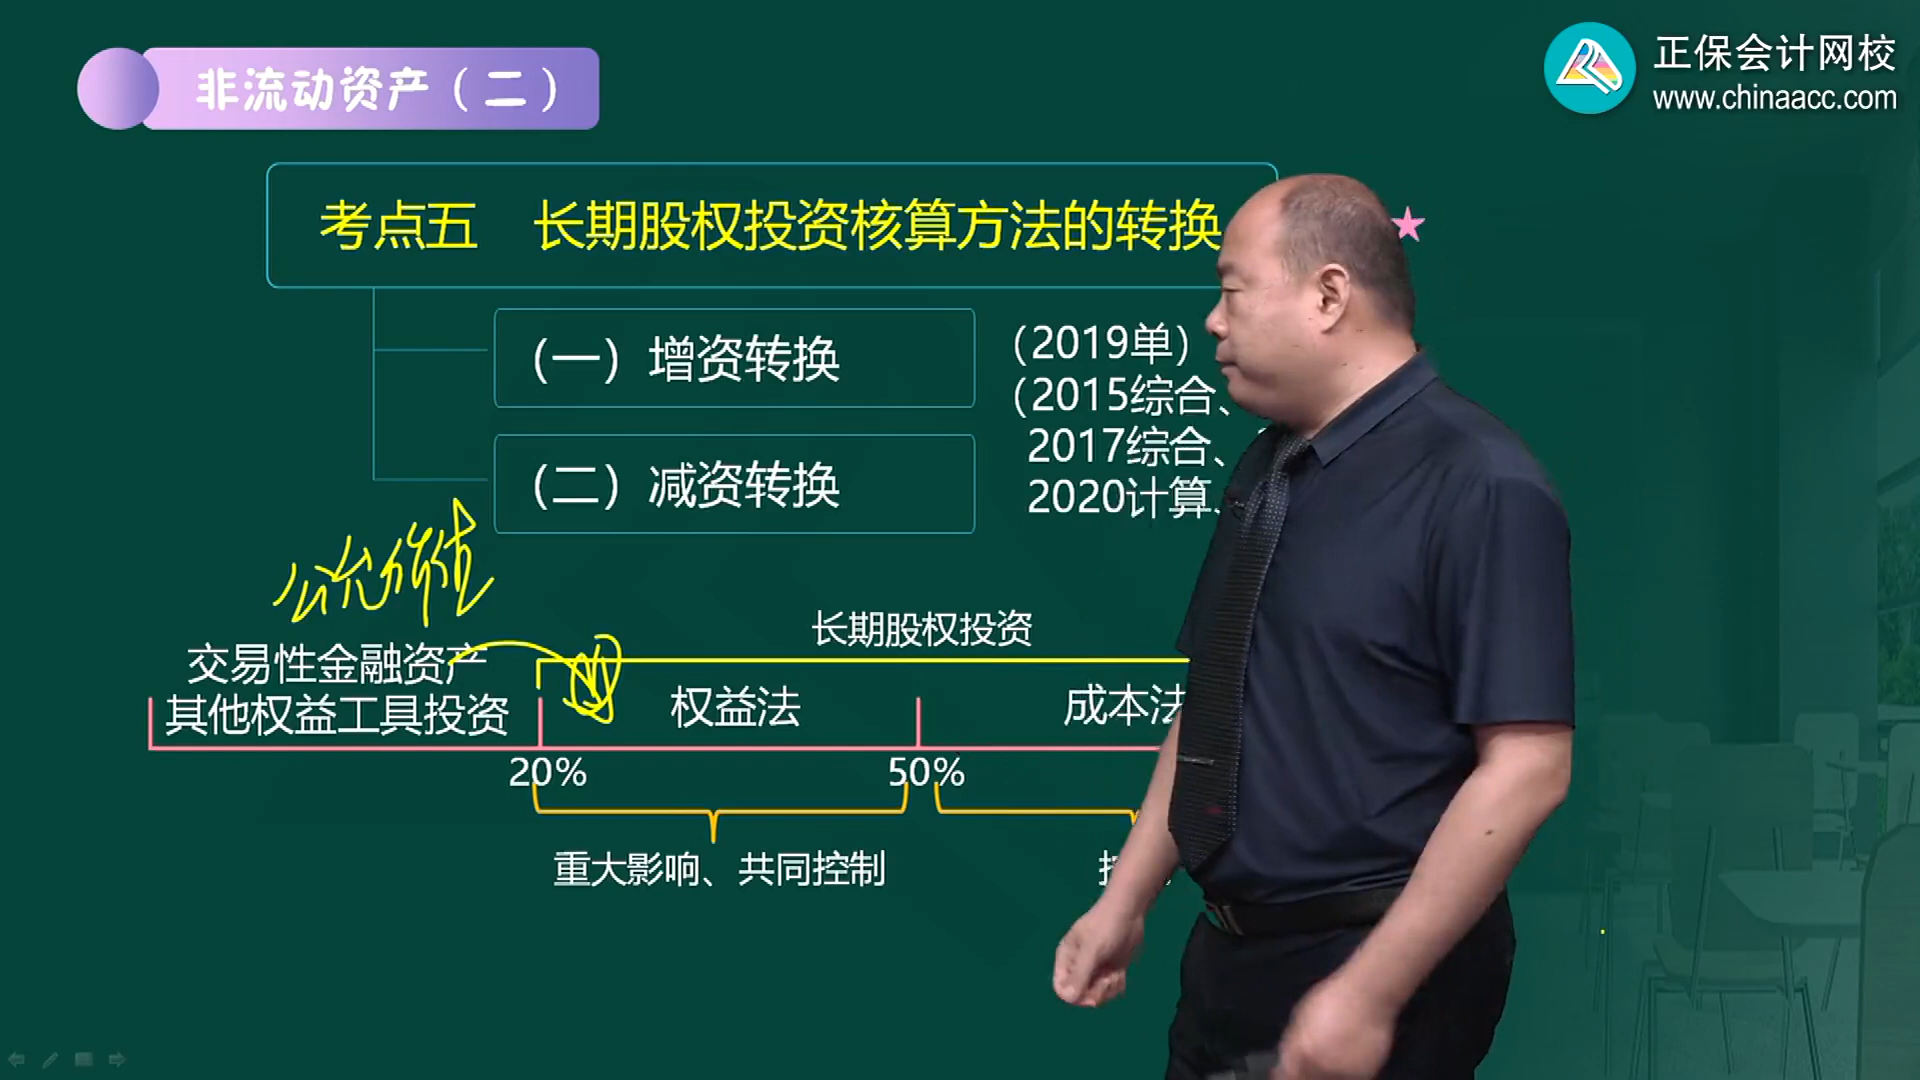 非流动资产（二）
正保会计网校
www.chinaacc.com
考点五 长期股权投资核算方法的转换
（一）增资转换
（2019单）
（2015综合、
2017综合、
2020计算、
（二）减资转换
公允价值
长期股权投资
交易性金融资产
其他权益工具投资
权益法
成本法
20%
50%
重大影响、共同控制